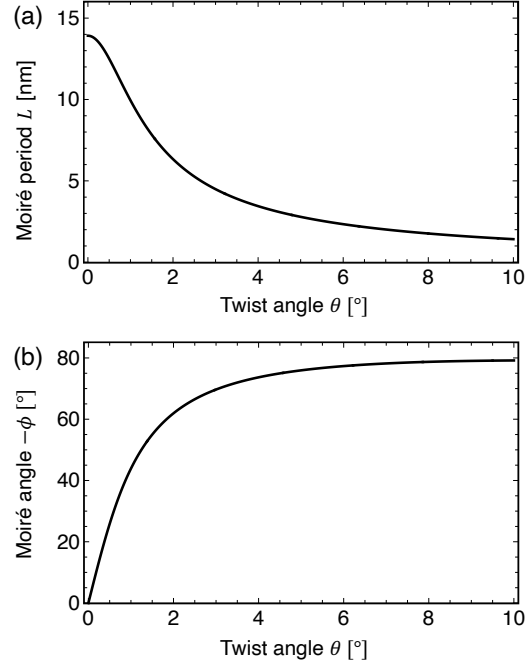 (a)
Moiré period L [nm]
15
10
5
0
0 2 4 6 8 10
Twist angle θ [°]
(b)
Moiré angle −ϕ [°]
80
60
40
20
0
0 2 4 6 8 10
Twist angle θ [°]